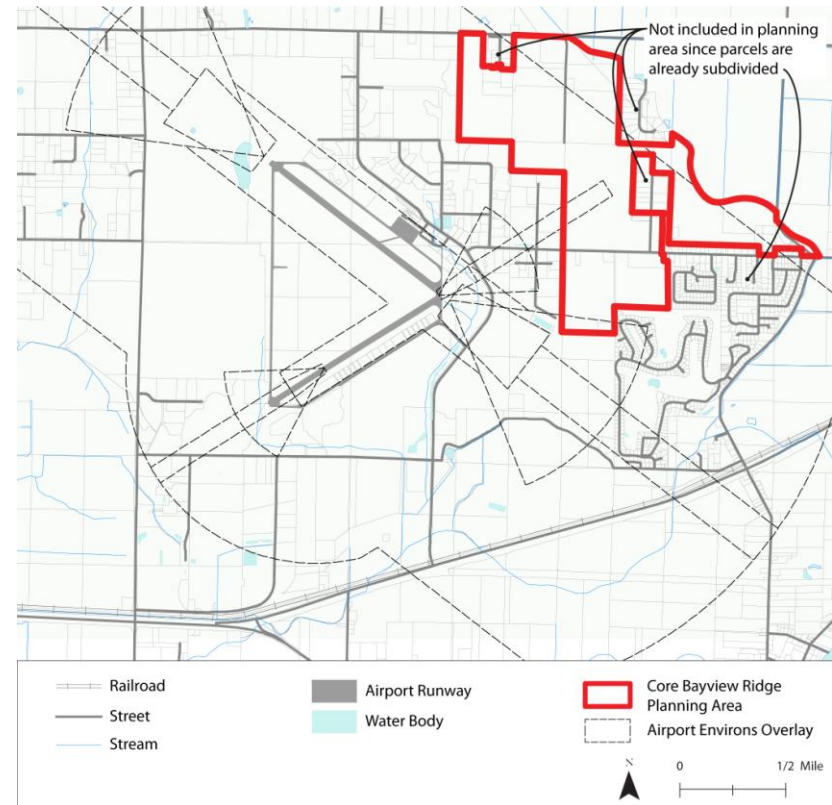 Not included in planning
area since parcels are
already subdivided
Railroad
Street
Stream
Airport Runway
Water Body
Core Bayview Ridge
Planning Area
Airport Environs Overlay
N
0 1/2 Mile